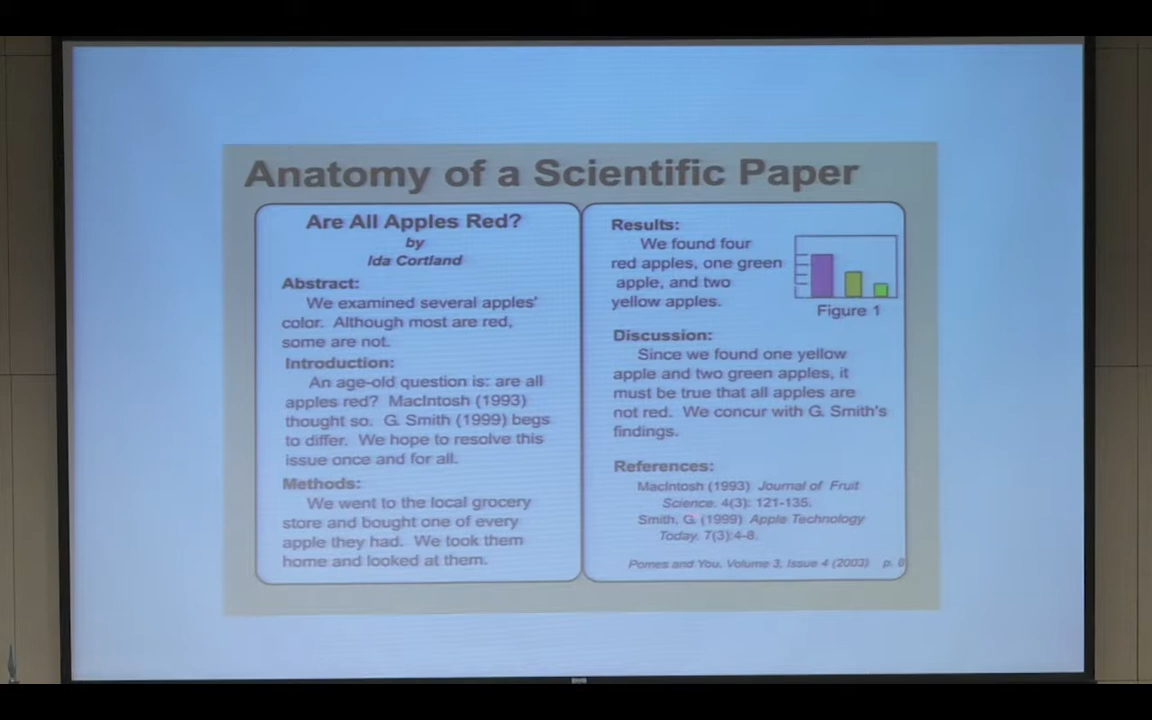 Anatomy of a Scientific Paper
Are All Apples Red?
by
Ida Cortland
Abstract:
We examined several apples'
color. Although most are red,
some are not.
Introduction:
An age-old question is: are all
apples red? MacIntosh (1993)
thought so. G. Smith (1999) begs
to differ. We hope to resolve this
issue once and for all.
Methods:
We went to the local grocery
store and bought one of every
apple they had. We took them
home and looked at them.
Results:
We found four
red apples, one green
apple, and two
yellow apples.
Figure 1
Discussion:
Since we found one yellow
apple and two green apples, it
must be true that all apples are
not red. We concur with G. Smith's
findings.
References:
MacIntosh (1993) Journal of Fruit
Science. 4(3): 121-135.
Smith, G. (1999) Apple Technology
Today. 7(3):4-8.
Pomes and You, Volume 3, Issue 4 (2003) p. 8